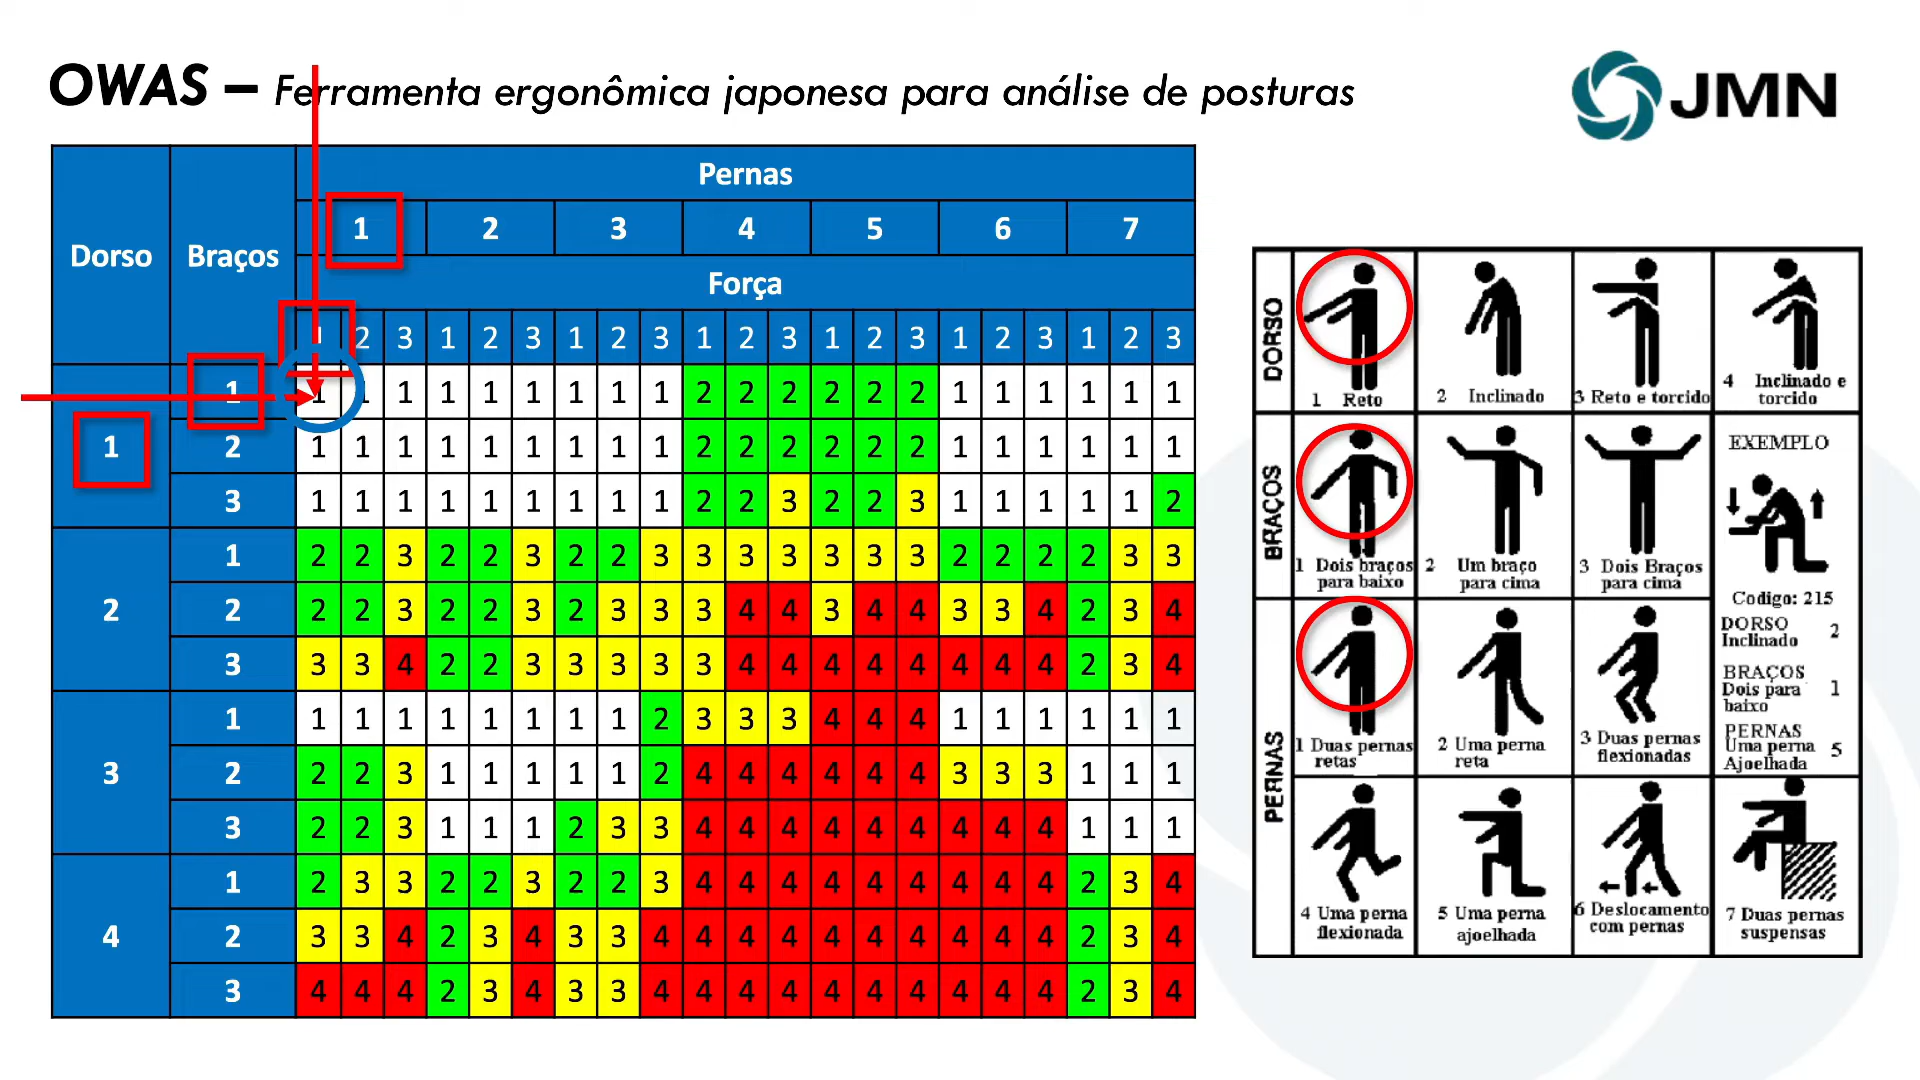 OWAS – Ferramenta ergonômica japonesa para análise de posturas
JMN
Dorso Braços Pernas
1 2 3 4 5 6 7
Força
1 2 3 1 2 3 1 2 3 1 2 3 1 2 3 1 2 3 1 2 3
1 1 1 1 1 1 1 1 1 1 2 2 2 2 2 2 1 1 1 1 1 1
1 2 1 1 1 1 1 1 1 1 1 2 2 2 2 2 2 1 1 1 1 1 1
3 1 1 1 1 1 1 1 1 1 2 2 3 2 2 3 1 1 1 1 1 2
1 2 2 3 2 2 3 2 2 3 3 3 3 3 3 3 2 2 2 2 3 3
2 2 2 2 3 2 2 3 2 3 3 3 4 4 3 4 4 3 3 4 2 3 4
3 3 3 4 2 2 3 3 3 3 3 4 4 4 4 4 4 4 4 2 3 4
1 1 1 1 1 1 1 1 1 2 3 3 3 4 4 4 1 1 1 1 1 1
3 2 2 2 3 1 1 1 1 1 2 4 4 4 4 4 4 3 3 3 1 1 1
3 2 2 3 1 1 1 2 3 3 4 4 4 4 4 4 4 4 4 1 1 1
1 2 3 3 2 2 3 2 2 3 4 4 4 4 4 4 4 4 4 2 3 4
4 2 3 3 4 2 3 4 3 3 4 4 4 4 4 4 4 4 4 4 2 3 4
3 4 4 4 2 3 4 3 3 4 4 4 4 4 4 4 4 4 4 2 3 4
DORSO
1 Reto
2 Inclinado
3 Reto e torcido
4 Inclinado e
torcido
BRAÇOS
1 Dois braços
para baixo
2 Um braço
para cima
3 Dois Braços
para cima
EXEMPLO
Codigo: 215
DORSO
Inclinado 2
BRAÇOS
Dois para
baixo 1
PERNAS
Uma perna
Ajoelhada 5
PERNAS
1 Duas pernas
retas
2 Uma perna
reta
3 Duas pernas
flexionadas
4 Uma perna
flexionada
5 Uma perna
ajoelhada
6 Deslocamento
com pernas
7 Duas pernas
suspensas